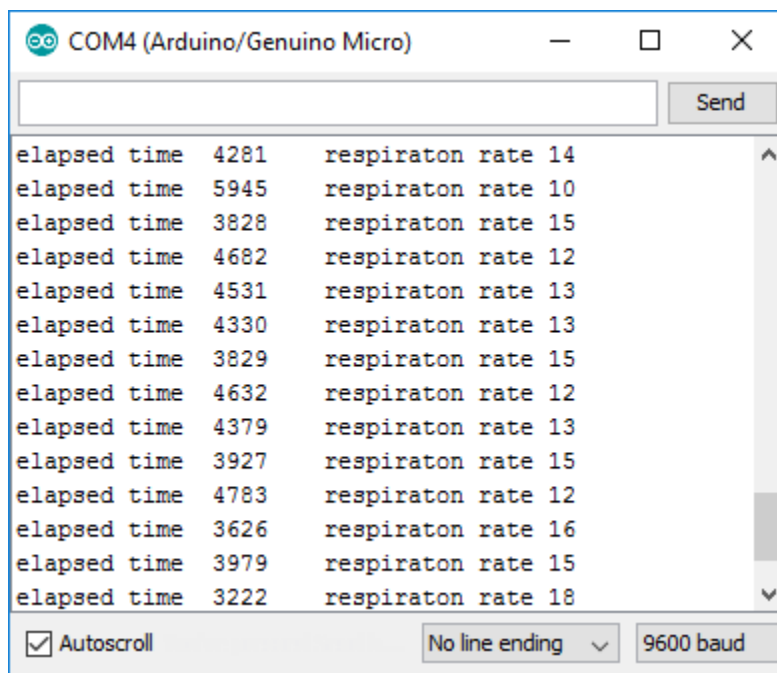 COM4 (Arduino/Genuino Micro)
Send
elapsed time 4281 respiraton rate 14
elapsed time 5945 respiraton rate 10
elapsed time 3828 respiraton rate 15
elapsed time 4682 respiraton rate 12
elapsed time 4531 respiraton rate 13
elapsed time 4330 respiraton rate 13
elapsed time 3829 respiraton rate 15
elapsed time 4632 respiraton rate 12
elapsed time 4379 respiraton rate 13
elapsed time 3927 respiraton rate 15
elapsed time 4783 respiraton rate 12
elapsed time 3626 respiraton rate 16
elapsed time 3979 respiraton rate 15
elapsed time 3222 respiraton rate 18
Autoscroll No line ending 9600 baud